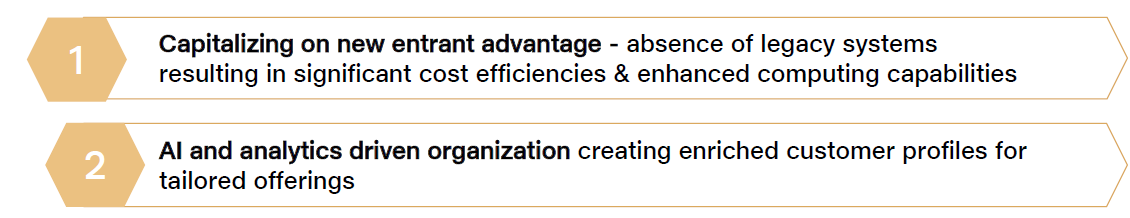 1
Capitalizing on new entrant advantage - absence of legacy systems
resulting in significant cost efficiencies & enhanced computing capabilities
2
AI and analytics driven organization creating enriched customer profiles for
tailored offerings